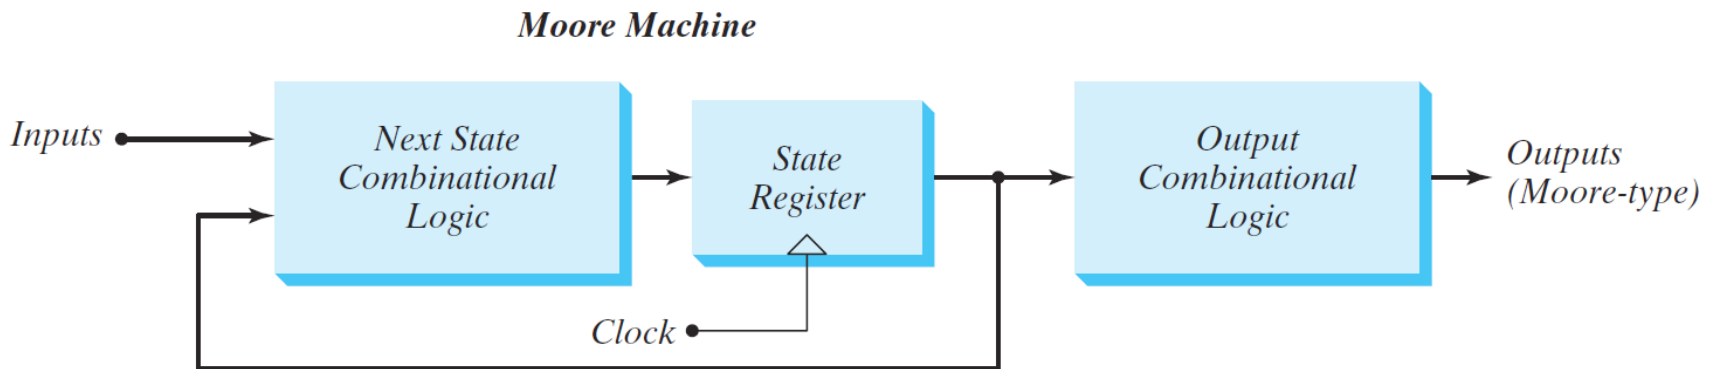 Moore Machine
Inputs
Next State
Combinational
Logic
State
Register
Clock
Output
Combinational
Logic
Outputs
(Moore-type)